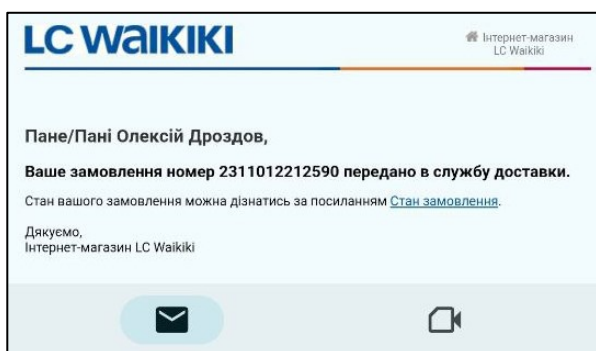 LC WAIKIKI
Інтернет-магазин
LC Waikiki
Пане/Пані Олексій Дроздов,
Ваше замовлення номер 2311012212590 передано в службу доставки.
Стан вашого замовлення можна дізнатись за посиланням Стан замовлення.
Дякуємо,
Інтернет-магазин LC Waikiki